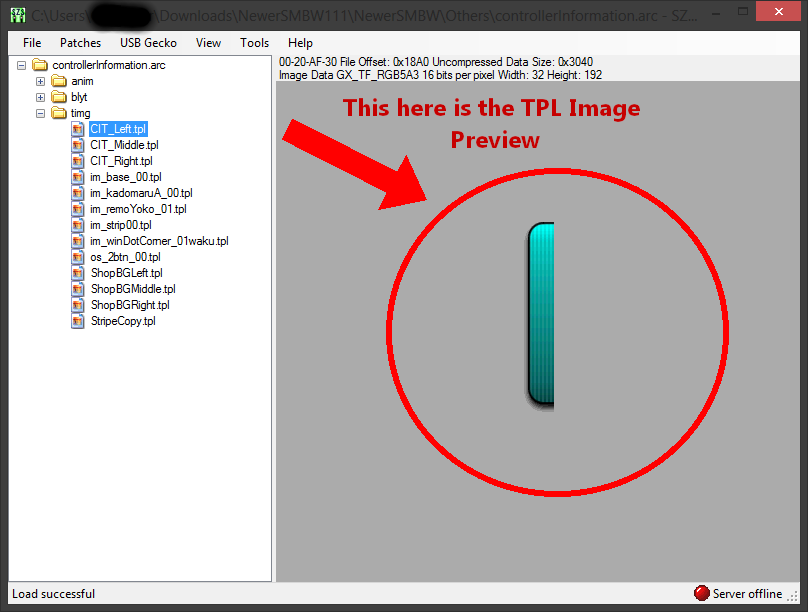 C:\Users\ \Downloads\NewerSMBW111\NewerSMBW\Others\controllerInformation.arc - SZ...
File Patches USB Gecko View Tools Help
controllerInformation.arc
anim
blyt
timg
CIT_Left.tpl
CIT_Middle.tpl
CIT_Right.tpl
im_base_00.tpl
im_kadomaruA_00.tpl
im_remoYoko_01.tpl
im_strip00.tpl
im_winDotCorner_01waku.tpl
os_2btn_00.tpl
ShopBGLeft.tpl
ShopBGMiddle.tpl
ShopBGRight.tpl
StripeCopy.tpl
00-20-AF-30 File Offset: 0x18A0 Uncompressed Data Size: 0x3040
Image Data GX_TF_RGB5A3 16 bits per pixel Width: 32 Height: 192
This here is the TPL Image
Preview
Load successful
Server offline